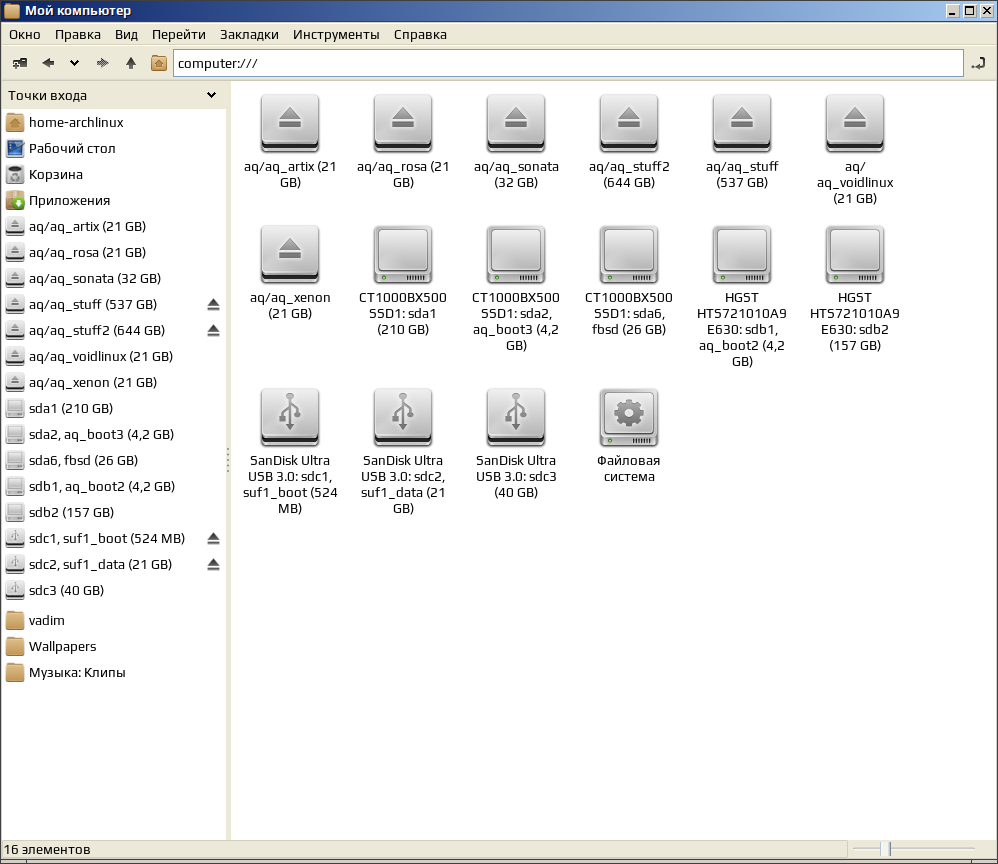 Мой компьютер
Окно Правка Вид Перейти Закладки Инструменты Справка
computer:///
Точки входа
home-archlinux
Рабочий стол
Корзина
Приложения
aq/aq_artix (21 GB)
aq/aq_rosa (21 GB)
aq/aq_sonata (32 GB)
aq/aq_stuff (537 GB)
aq/aq_stuff2 (644 GB)
aq/aq_voidlinux (21 GB)
aq/aq_xenon (21 GB)
sda1 (210 GB)
sda2, aq_boot3 (4,2 GB)
sda6, fbsd (26 GB)
sdb1, aq_boot2 (4,2 GB)
sdb2 (157 GB)
sdc1, suf1_boot (524 MB)
sdc2, suf1_data (21 GB)
sdc3 (40 GB)
vadim
Wallpapers
Музыка: Клипы
aq/aq_artix (21
GB)
aq/aq_rosa (21
GB)
aq/aq_sonata
(32 GB)
aq/aq_stuff2
(644 GB)
aq/aq_stuff
(537 GB)
aq/
aq_voidlinux
(21 GB)
aq/aq_xenon
(21 GB)
CT1000BX500
SSD1: sda1
(210 GB)
CT1000BX500
SSD1: sda2,
aq_boot3 (4,2
GB)
CT1000BX500
SSD1: sda6,
fbsd (26 GB)
HGST
HTS721010A9
E630: sdb1,
aq_boot2 (4,2
GB)
HGST
HTS721010A9
E630: sdb2
(157 GB)
SanDisk Ultra
USB 3.0: sdc1,
suf1_boot (524
MB)
SanDisk Ultra
USB 3.0: sdc2,
suf1_data (21
GB)
SanDisk Ultra
USB 3.0: sdc3
(40 GB)
Файловая
система
16 элементов